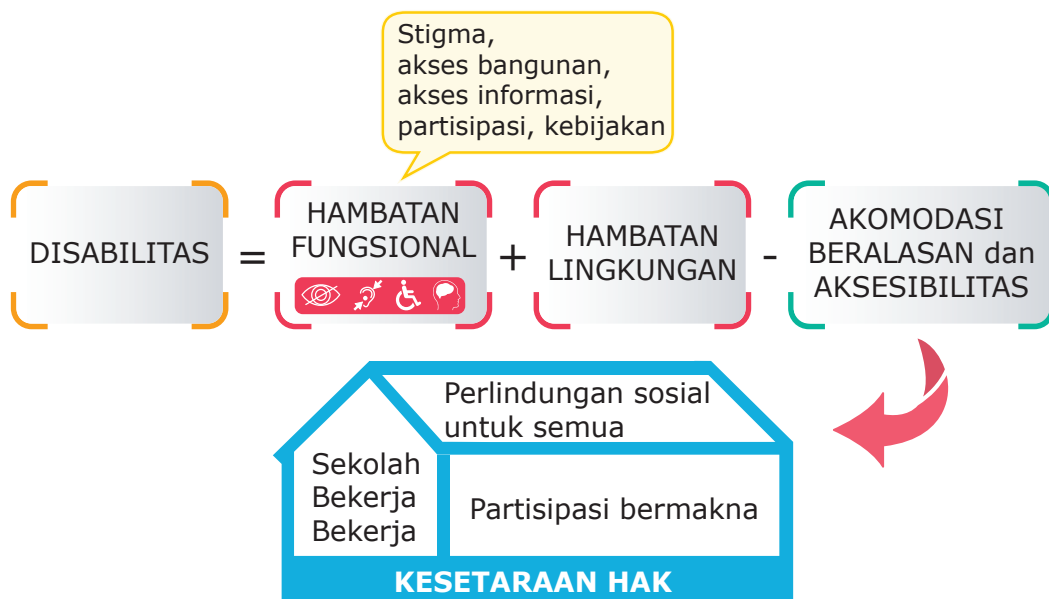 Stigma,
akses bangunan,
akses informasi,
partisipasi, kebijakan
DISABILITAS
=
HAMBATAN
FUNGSIONAL
+
HAMBATAN
LINGKUNGAN
-
AKOMODASI
BERALASAN dan
AKSESIBILITAS
Perlindungan sosial
untuk semua
Sekolah
Bekerja
Bekerja
Partisipasi bermakna
KESETARAAN HAK